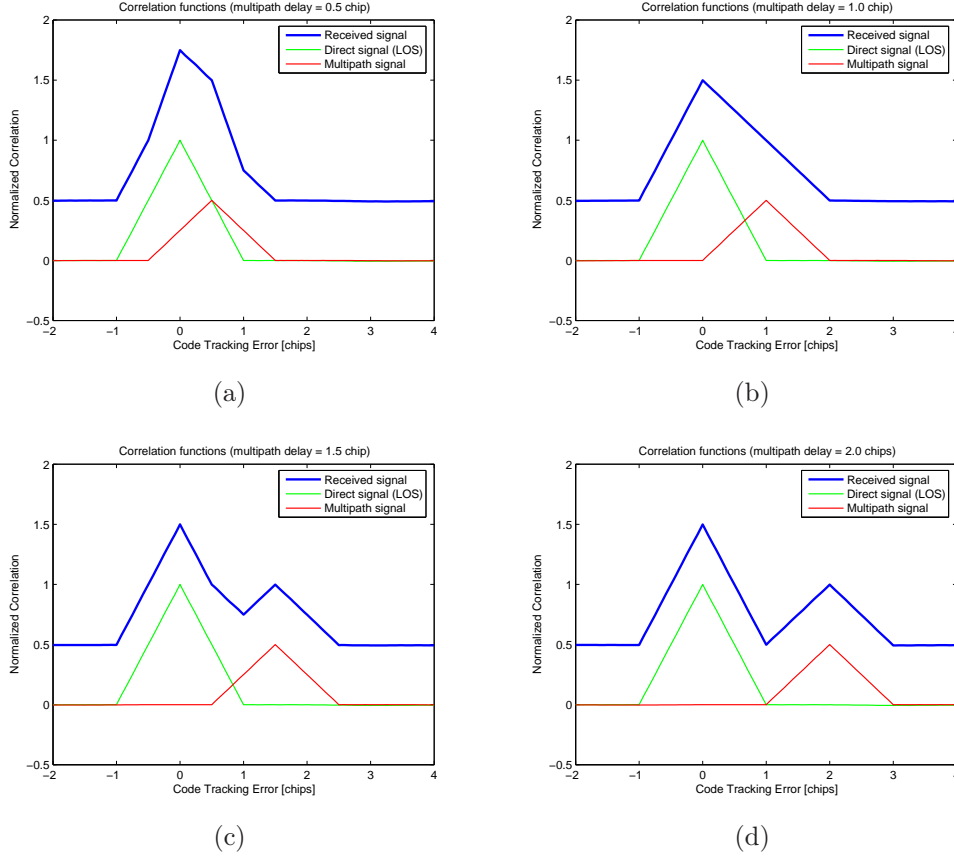 Correlation functions (multipath delay = 0.5 chip)
2
1.5
1
0.5
0
−0.5
−2 −1 0 1 2 3 4
Normalized Correlation
Code Tracking Error [chips]
Received signal
Direct signal (LOS)
Multipath signal
(a)
Correlation functions (multipath delay = 1.0 chip)
2
1.5
1
0.5
0
−0.5
−2 −1 0 1 2 3 4
Normalized Correlation
Code Tracking Error [chips]
Received signal
Direct signal (LOS)
Multipath signal
(b)
Correlation functions (multipath delay = 1.5 chip)
2
1.5
1
0.5
0
−0.5
−2 −1 0 1 2 3 4
Normalized Correlation
Code Tracking Error [chips]
Received signal
Direct signal (LOS)
Multipath signal
(c)
Correlation functions (multipath delay = 2.0 chips)
2
1.5
1
0.5
0
−0.5
−2 −1 0 1 2 3 4
Normalized Correlation
Code Tracking Error [chips]
Received signal
Direct signal (LOS)
Multipath signal
(d)